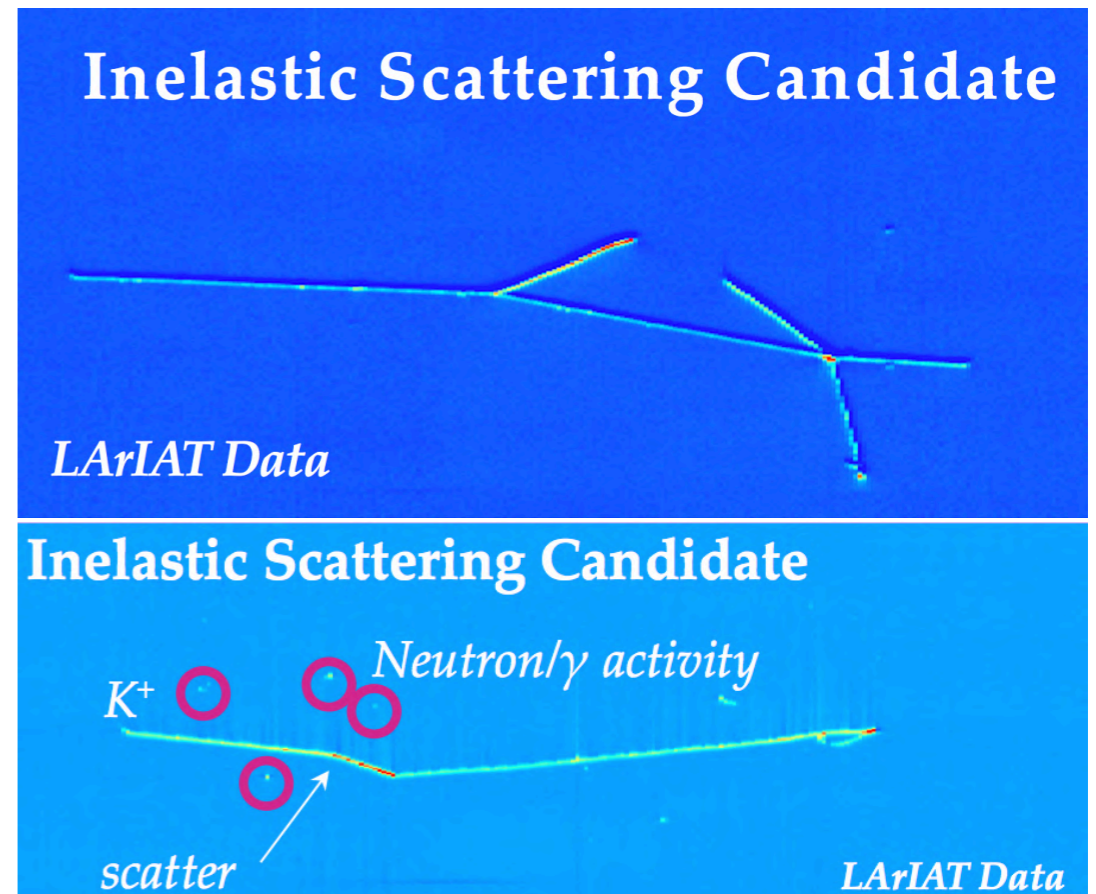 Inelastic Scattering Candidate
LArIAT Data
Inelastic Scattering Candidate
Neutron/γ activity
K⁺
scatter
LArIAT Data